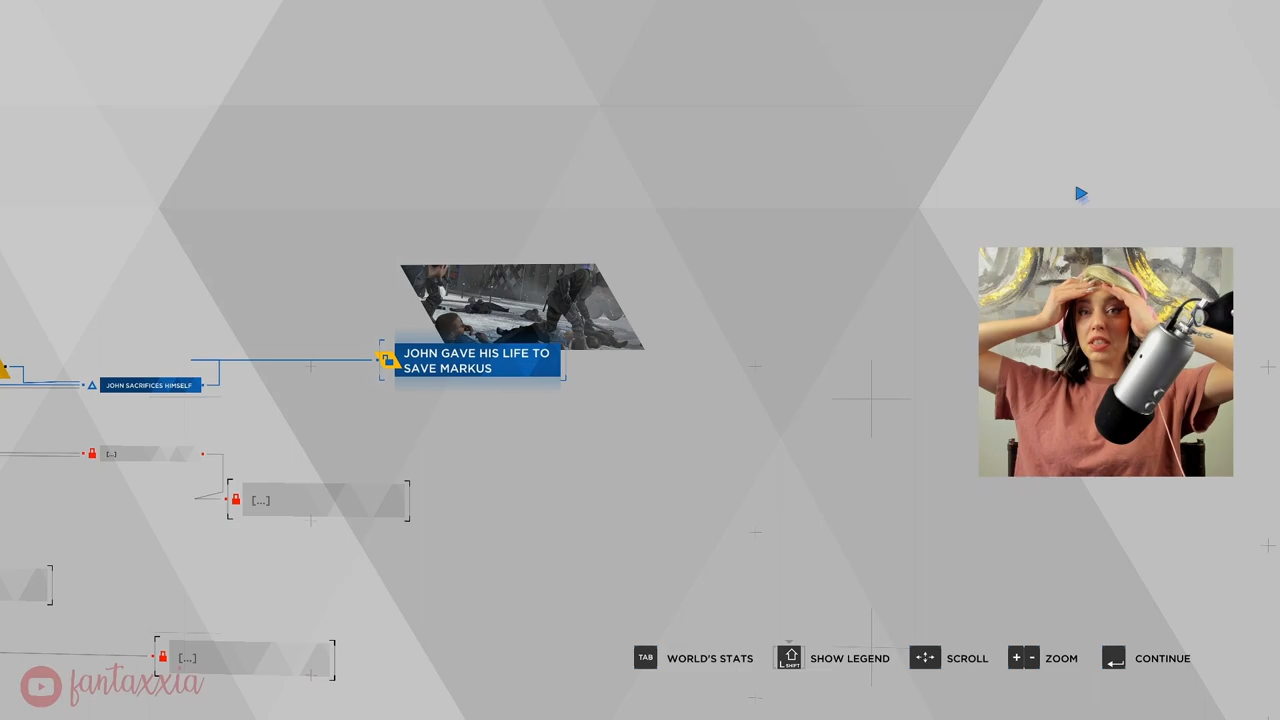 JOHN GAVE HIS LIFE TO
SAVE MARKUS
JOHN SACRIFICES HIMSELF
[...]
[...]
[...]
TAB WORLD'S STATS
L SHIFT SHOW LEGEND
SCROLL
+ - ZOOM
CONTINUE
fantaxxia